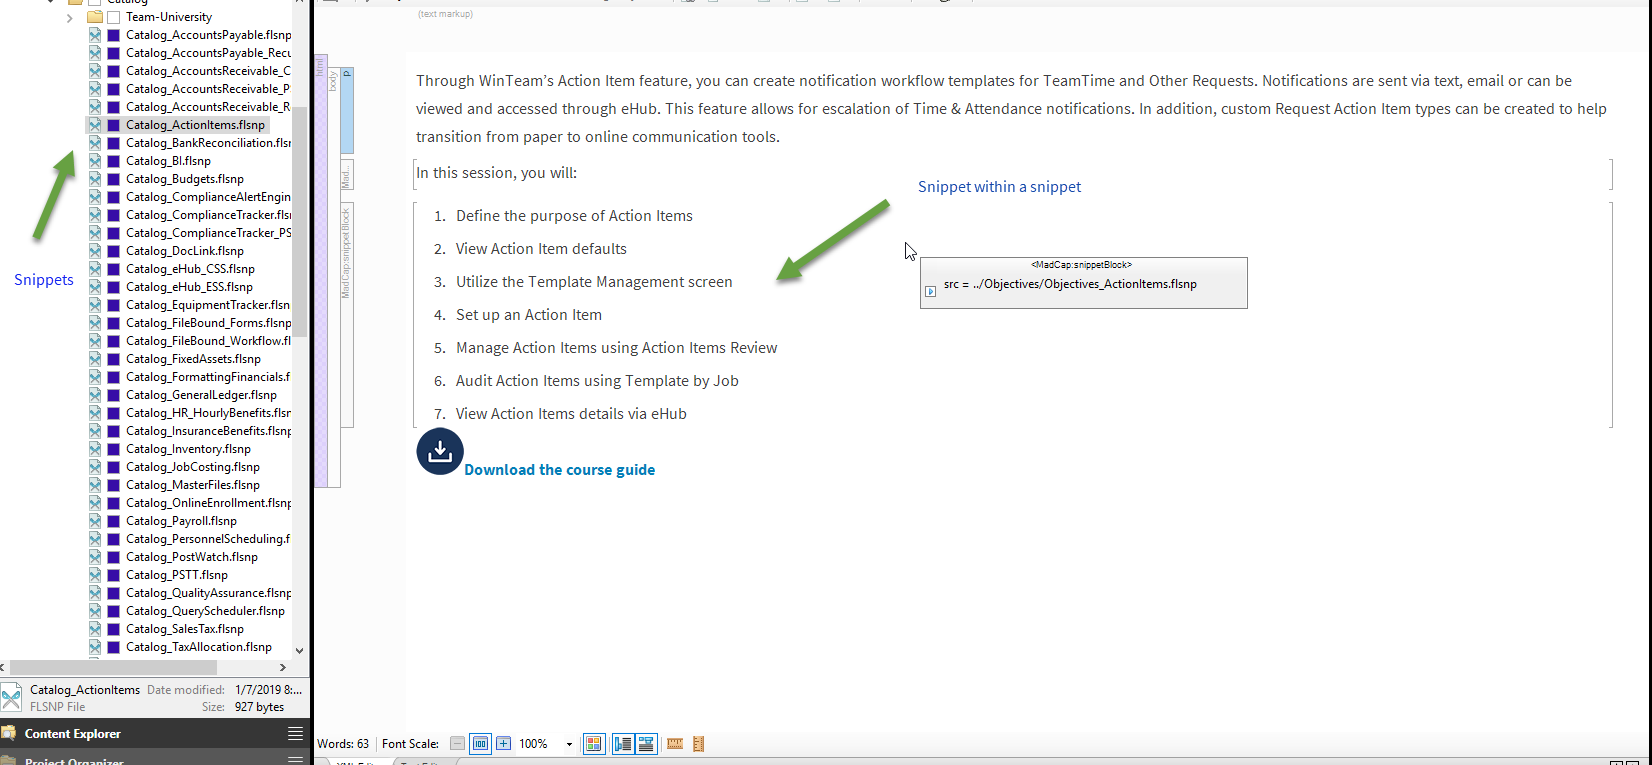 Catalog
Team-University
Catalog_AccountsPayable.flsnp
Catalog_AccountsPayable_Recu
Catalog_AccountsReceivable_C
Catalog_AccountsReceivable_P
Catalog_AccountsReceivable_R
Catalog_ActionItems.flsnp
Catalog_BankReconciliation.flsr
Catalog_BI.flsnp
Catalog_Budgets.flsnp
Catalog_ComplianceAlertEngin
Catalog_ComplianceTracker.flsi
Catalog_ComplianceTracker_PS
Catalog_DocLink.flsnp
Catalog_eHub_CSS.flsnp
Catalog_eHub_ESS.flsnp
Catalog_EquipmentTracker.flsn
Catalog_FileBound_Forms.flsnp
Catalog_FileBound_Workflow.fl
Catalog_FixedAssets.flsnp
Catalog_FormattingFinancials.f
Catalog_GeneralLedger.flsnp
Catalog_HR_HourlyBenefits.flsn
Catalog_InsuranceBenefits.flsnp
Catalog_Inventory.flsnp
Catalog_JobCosting.flsnp
Catalog_MasterFiles.flsnp
Catalog_OnlineEnrollment.flsnp
Catalog_Payroll.flsnp
Catalog_PersonnelScheduling.f
Catalog_PostWatch.flsnp
Catalog_PSTT.flsnp
Catalog_QualityAssurance.flsnp
Catalog_QueryScheduler.flsnp
Catalog_SalesTax.flsnp
Catalog_TaxAllocation.flsnp
Snippets
Catalog_ActionItems Date modified: 1/7/2019 8:...
FLSNP File Size: 927 bytes
Content Explorer
Project Organizer
(text markup)
html
body
p
Mad...
MadCap:snippetBlock
Through WinTeam's Action Item feature, you can create notification workflow templates for TeamTime and Other Requests. Notifications are sent via text, email or can be
viewed and accessed through eHub. This feature allows for escalation of Time & Attendance notifications. In addition, custom Request Action Item types can be created to help
transition from paper to online communication tools.
In this session, you will:
1. Define the purpose of Action Items
2. View Action Item defaults
3. Utilize the Template Management screen
4. Set up an Action Item
5. Manage Action Items using Action Items Review
6. Audit Action Items using Template by Job
7. View Action Items details via eHub
Download the course guide
Snippet within a snippet
<MadCap:snippetBlock>
src = ../Objectives/Objectives_ActionItems.flsnp
Words: 63 Font Scale: 100 100%